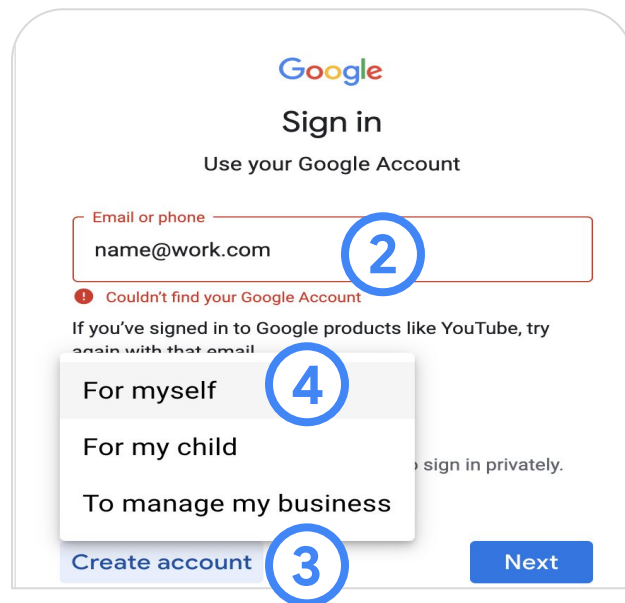 Google
Sign in
Use your Google Account
Email or phone
name@work.com
2
! Couldn't find your Google Account
If you've signed in to Google products like YouTube, try
again with that email
For myself
4
For my child
sign in privately.
To manage my business
Create account
3
Next